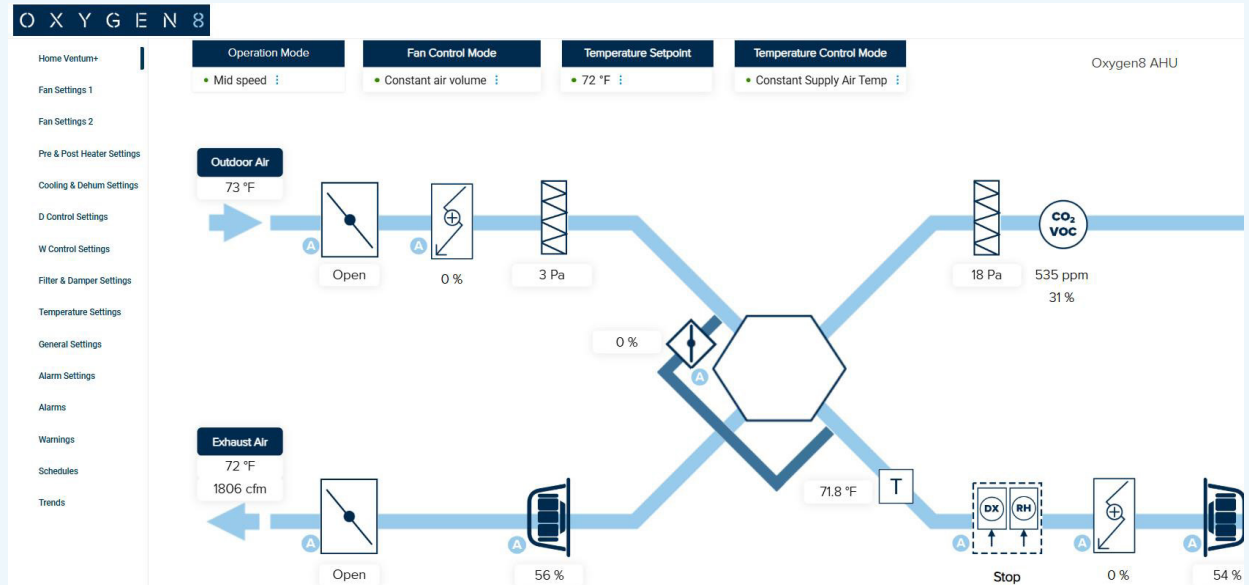 OXYGEN8
Home Ventum+
Fan Settings 1
Fan Settings 2
Pre & Post Heater Settings
Cooling & Dehum Settings
D Control Settings
W Control Settings
Filter & Damper Settings
Temperature Settings
General Settings
Alarm Settings
Alarms
Warnings
Schedules
Trends
Operation Mode
Mid speed
Fan Control Mode
Constant air volume
Temperature Setpoint
72 °F
Temperature Control Mode
Constant Supply Air Temp
Oxygen8 AHU
Outdoor Air
73 °F
A
Open
A
0 %
3 Pa
18 Pa
CO₂
VOC
535 ppm
31 %
0 %
A
Exhaust Air
72 °F
1806 cfm
A
Open
A
56 %
71.8 °F
T
A
DX
RH
Stop
A
0 %
A
54 %